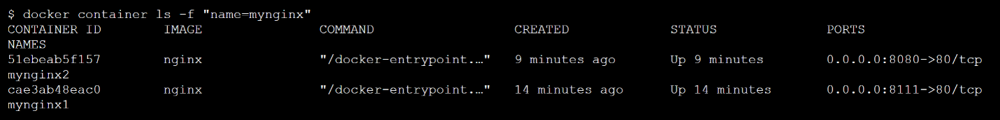 $ docker container ls -f "name=mynginx"
CONTAINER ID        IMAGE               COMMAND                  CREATED             STATUS              PORTS
NAMES
51ebeab5f157        nginx               "/docker-entrypoint.…"   9 minutes ago       Up 9 minutes        0.0.0.0:8080->80/tcp
mynginx2
cae3ab48eac0        nginx               "/docker-entrypoint.…"   14 minutes ago      Up 14 minutes       0.0.0.0:8111->80/tcp
mynginx1